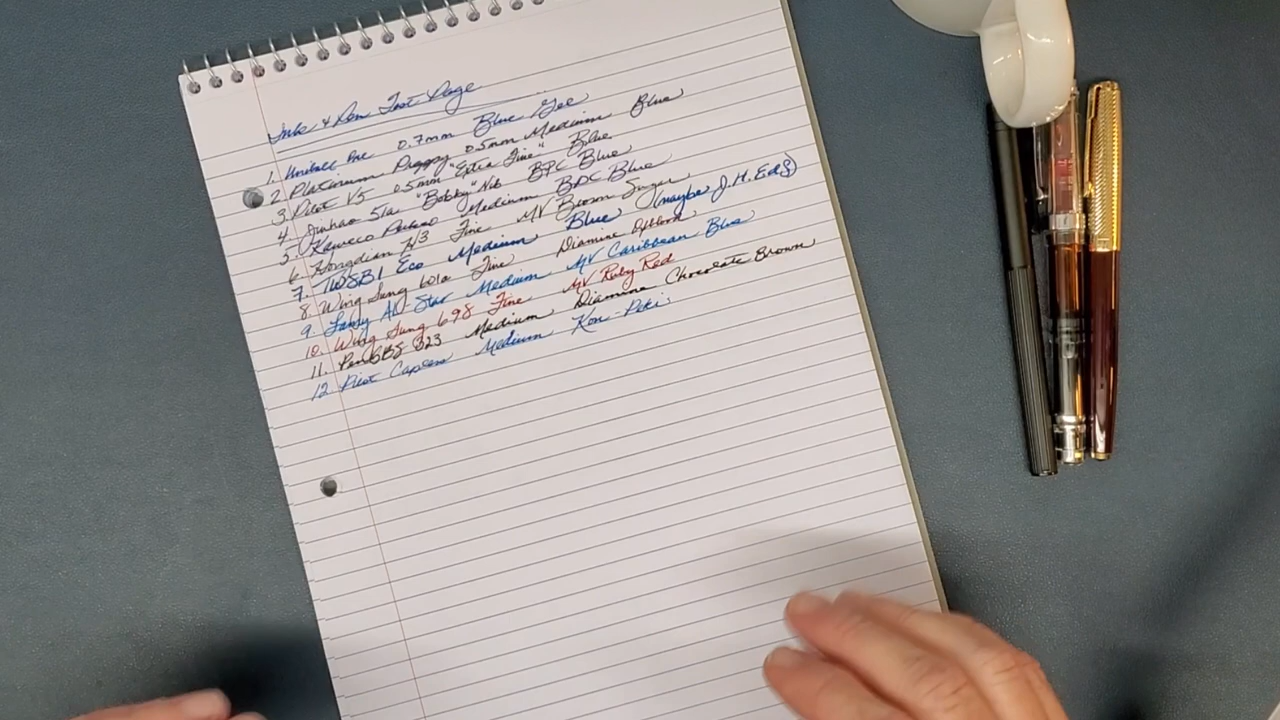 Ink & Pen Test Page
1. Uniball One 0.7mm Blue Gel
2. Platinum Preppy 0.5mm Medium Blue
3. Pilot V5 0.5mm "Extra Fine" Blue
4. Jinhao 51a "Bobby" Nib BPC Blue
5. Kaweco Perkeo Medium BPC Blue
6. Hongdian H3 Fine MV Brown Sugar
7. TWSBI Eco Medium Blue (maybe J.H. Ed.§)
8. Wing Sung 601a Fine Diamine Oxblood
9. Lamy Al Star Medium MV Caribbean Blue
10. Wing Sung 698 Fine MV Ruby Red
11. PenBBS 323 Medium Diamine Chocolate Brown
12 Pilot Capless Medium Kon-Peki